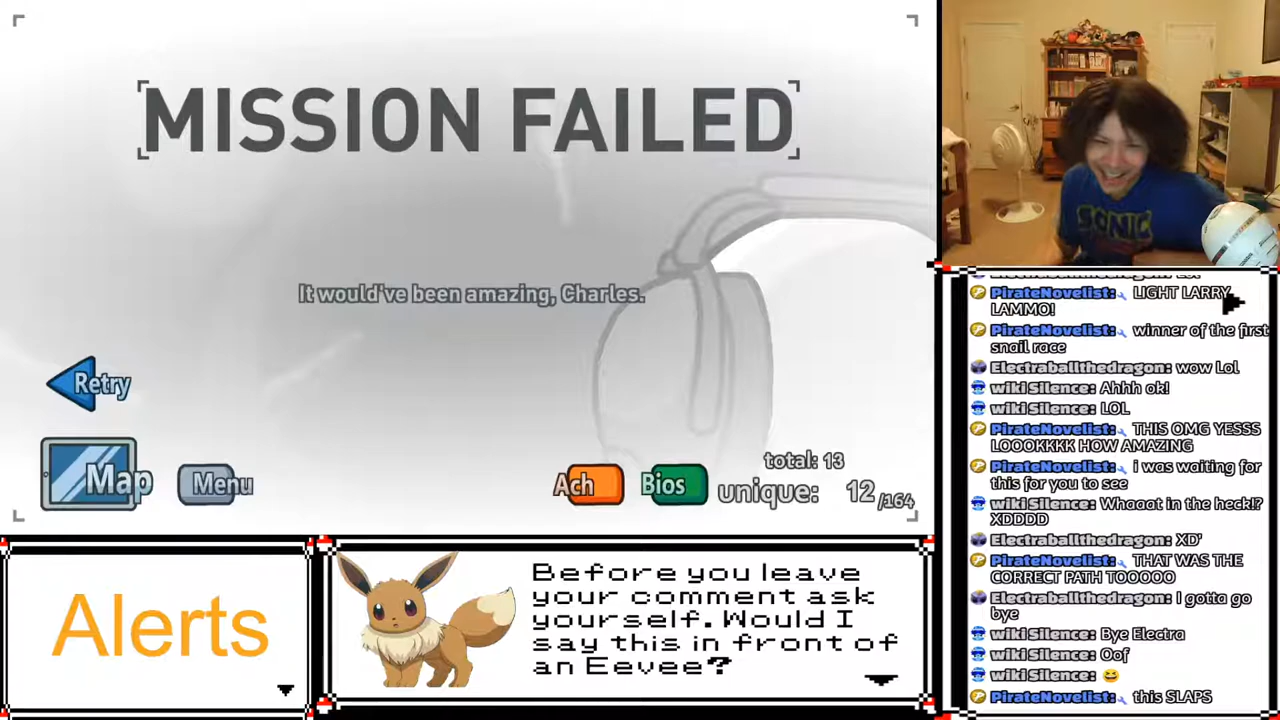 MISSION FAILED
It would've been amazing, Charles.
Retry
Map
Menu
Ach
Bios
total: 13
unique: 12/164
SONIC
PirateNovelist: LIGHT LARRY
LAMMO!
PirateNovelist: winner of the first
snail race
Electraballthedragon: wow Lol
wiki Silence: Ahhh ok!
wiki Silence: LOL
PirateNovelist: THIS OMG YESSS
LOOOKKKK HOW AMAZING
PirateNovelist: i was waiting for
this for you to see
wiki Silence: Whaaat in the heck!?
XDDDD
Electraballthedragon: XD'
PirateNovelist: THAT WAS THE
CORRECT PATH TOOOOO
Electraballthedragon: I gotta go
bye
wiki Silence: Bye Electra
wiki Silence: Oof
wiki Silence: 😆
PirateNovelist: this SLAPS
Alerts
Before you leave
your comment ask
yourself. Would I
say this in front of
an Eevee?